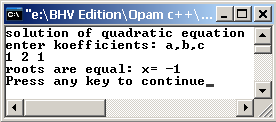 "e:\BHV Edition\Opam c++\...
solution of quadratic equation
enter koefficients: a,b,c
1 2 1
roots are equal: x= -1
Press any key to continue_